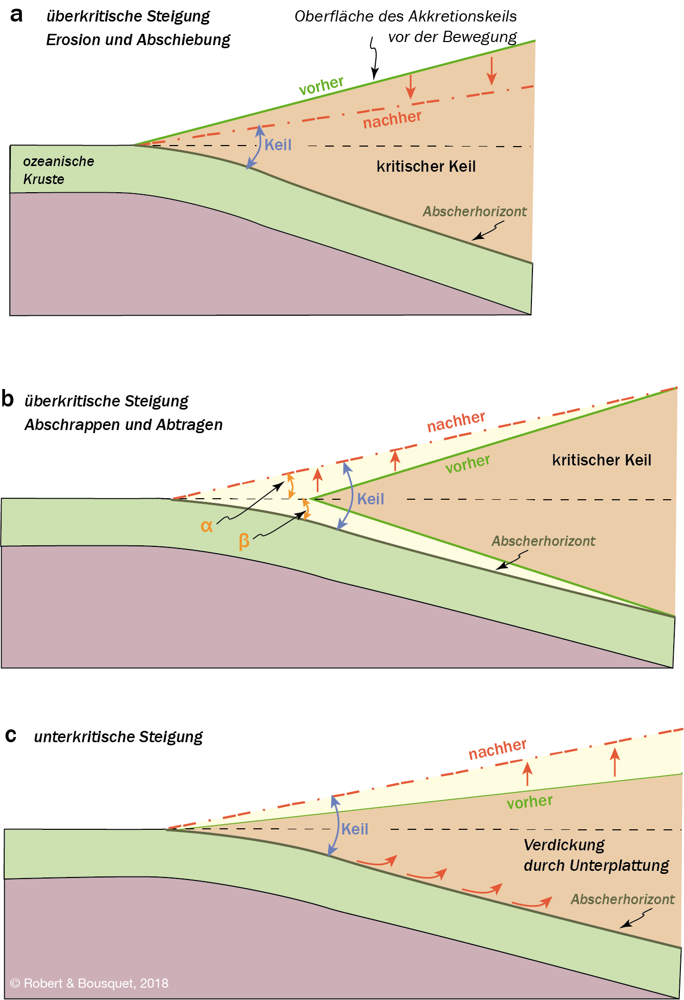 a
überkritische Steigung
Erosion und Abschiebung
Oberfläche des Akkretionskeils
vor der Bewegung
vorher
nachher
Keil
ozeanische
Kruste
kritischer Keil
Abscherhorizont
b
überkritische Steigung
Abschrappen und Abtragen
nachher
vorher
kritischer Keil
Keil
α
β
Abscherhorizont
c
unterkritische Steigung
nachher
vorher
Keil
Verdickung
durch Unterplattung
Abscherhorizont
© Robert & Bousquet, 2018